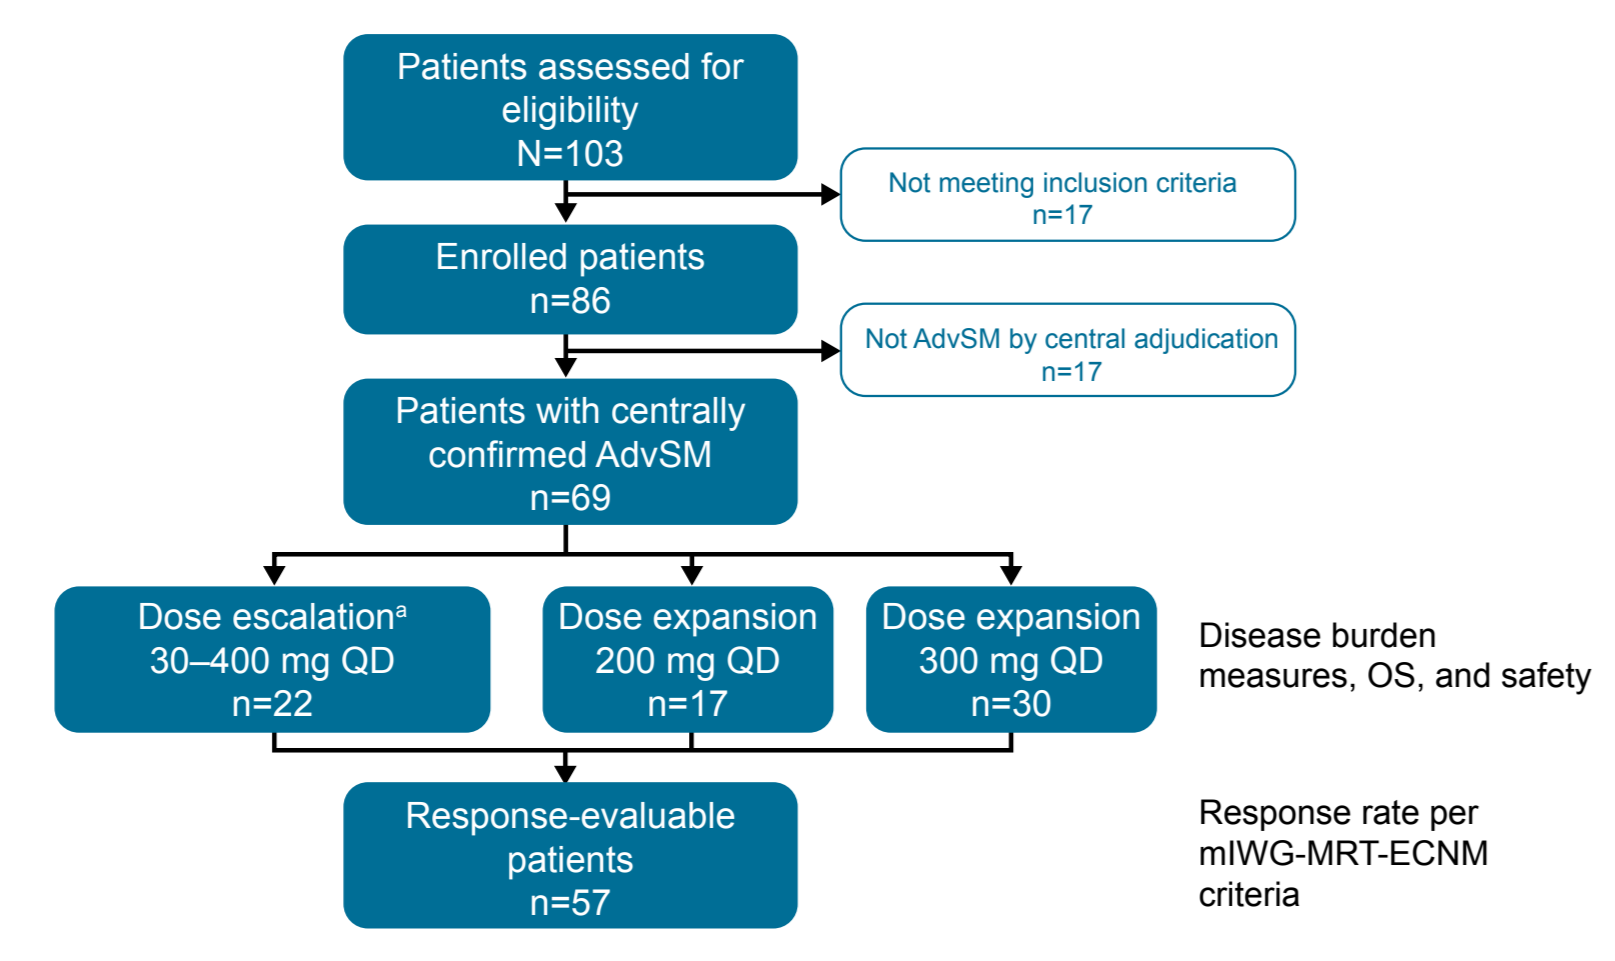 Patients assessed for
eligibility
N=103
Not meeting inclusion criteria
n=17
Enrolled patients
n=86
Not AdvSM by central adjudication
n=17
Patients with centrally
confirmed AdvSM
n=69
Dose escalationᵃ
30–400 mg QD
n=22
Dose expansion
200 mg QD
n=17
Dose expansion
300 mg QD
n=30
Disease burden
measures, OS, and safety
Response-evaluable
patients
n=57
Response rate per
mIWG-MRT-ECNM
criteria